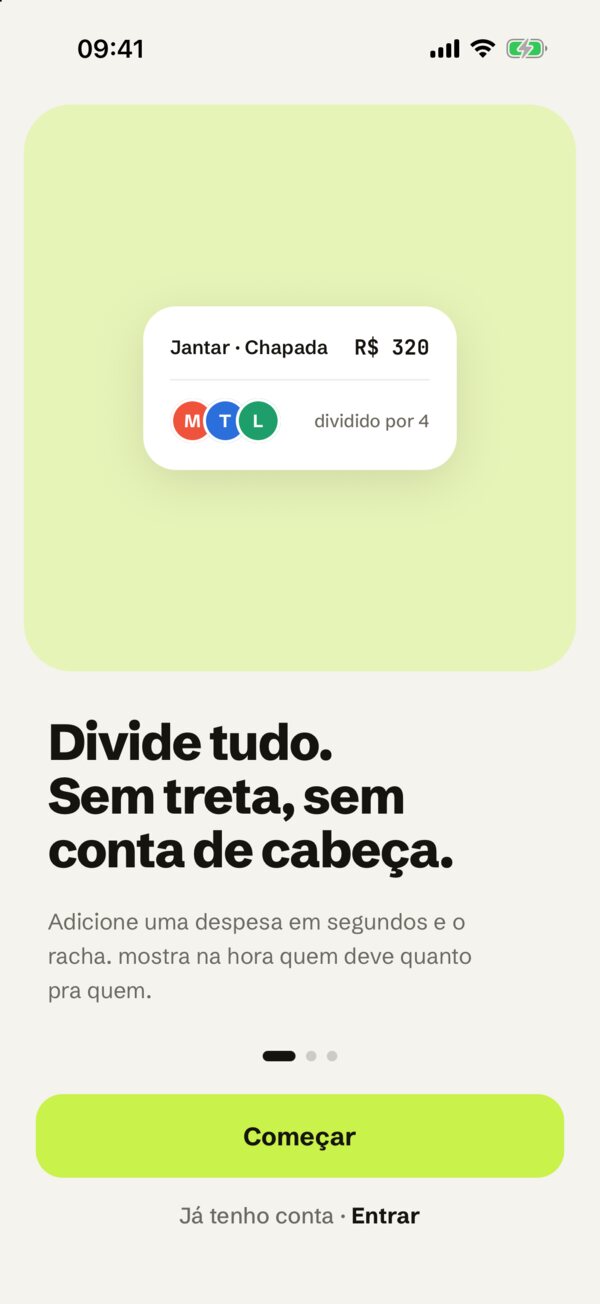 09:41
Jantar · Chapada R$ 320
M T L dividido por 4
Divide tudo.
Sem treta, sem
conta de cabeça.
Adicione uma despesa em segundos e o
racha. mostra na hora quem deve quanto
pra quem.
Começar
Já tenho conta · Entrar